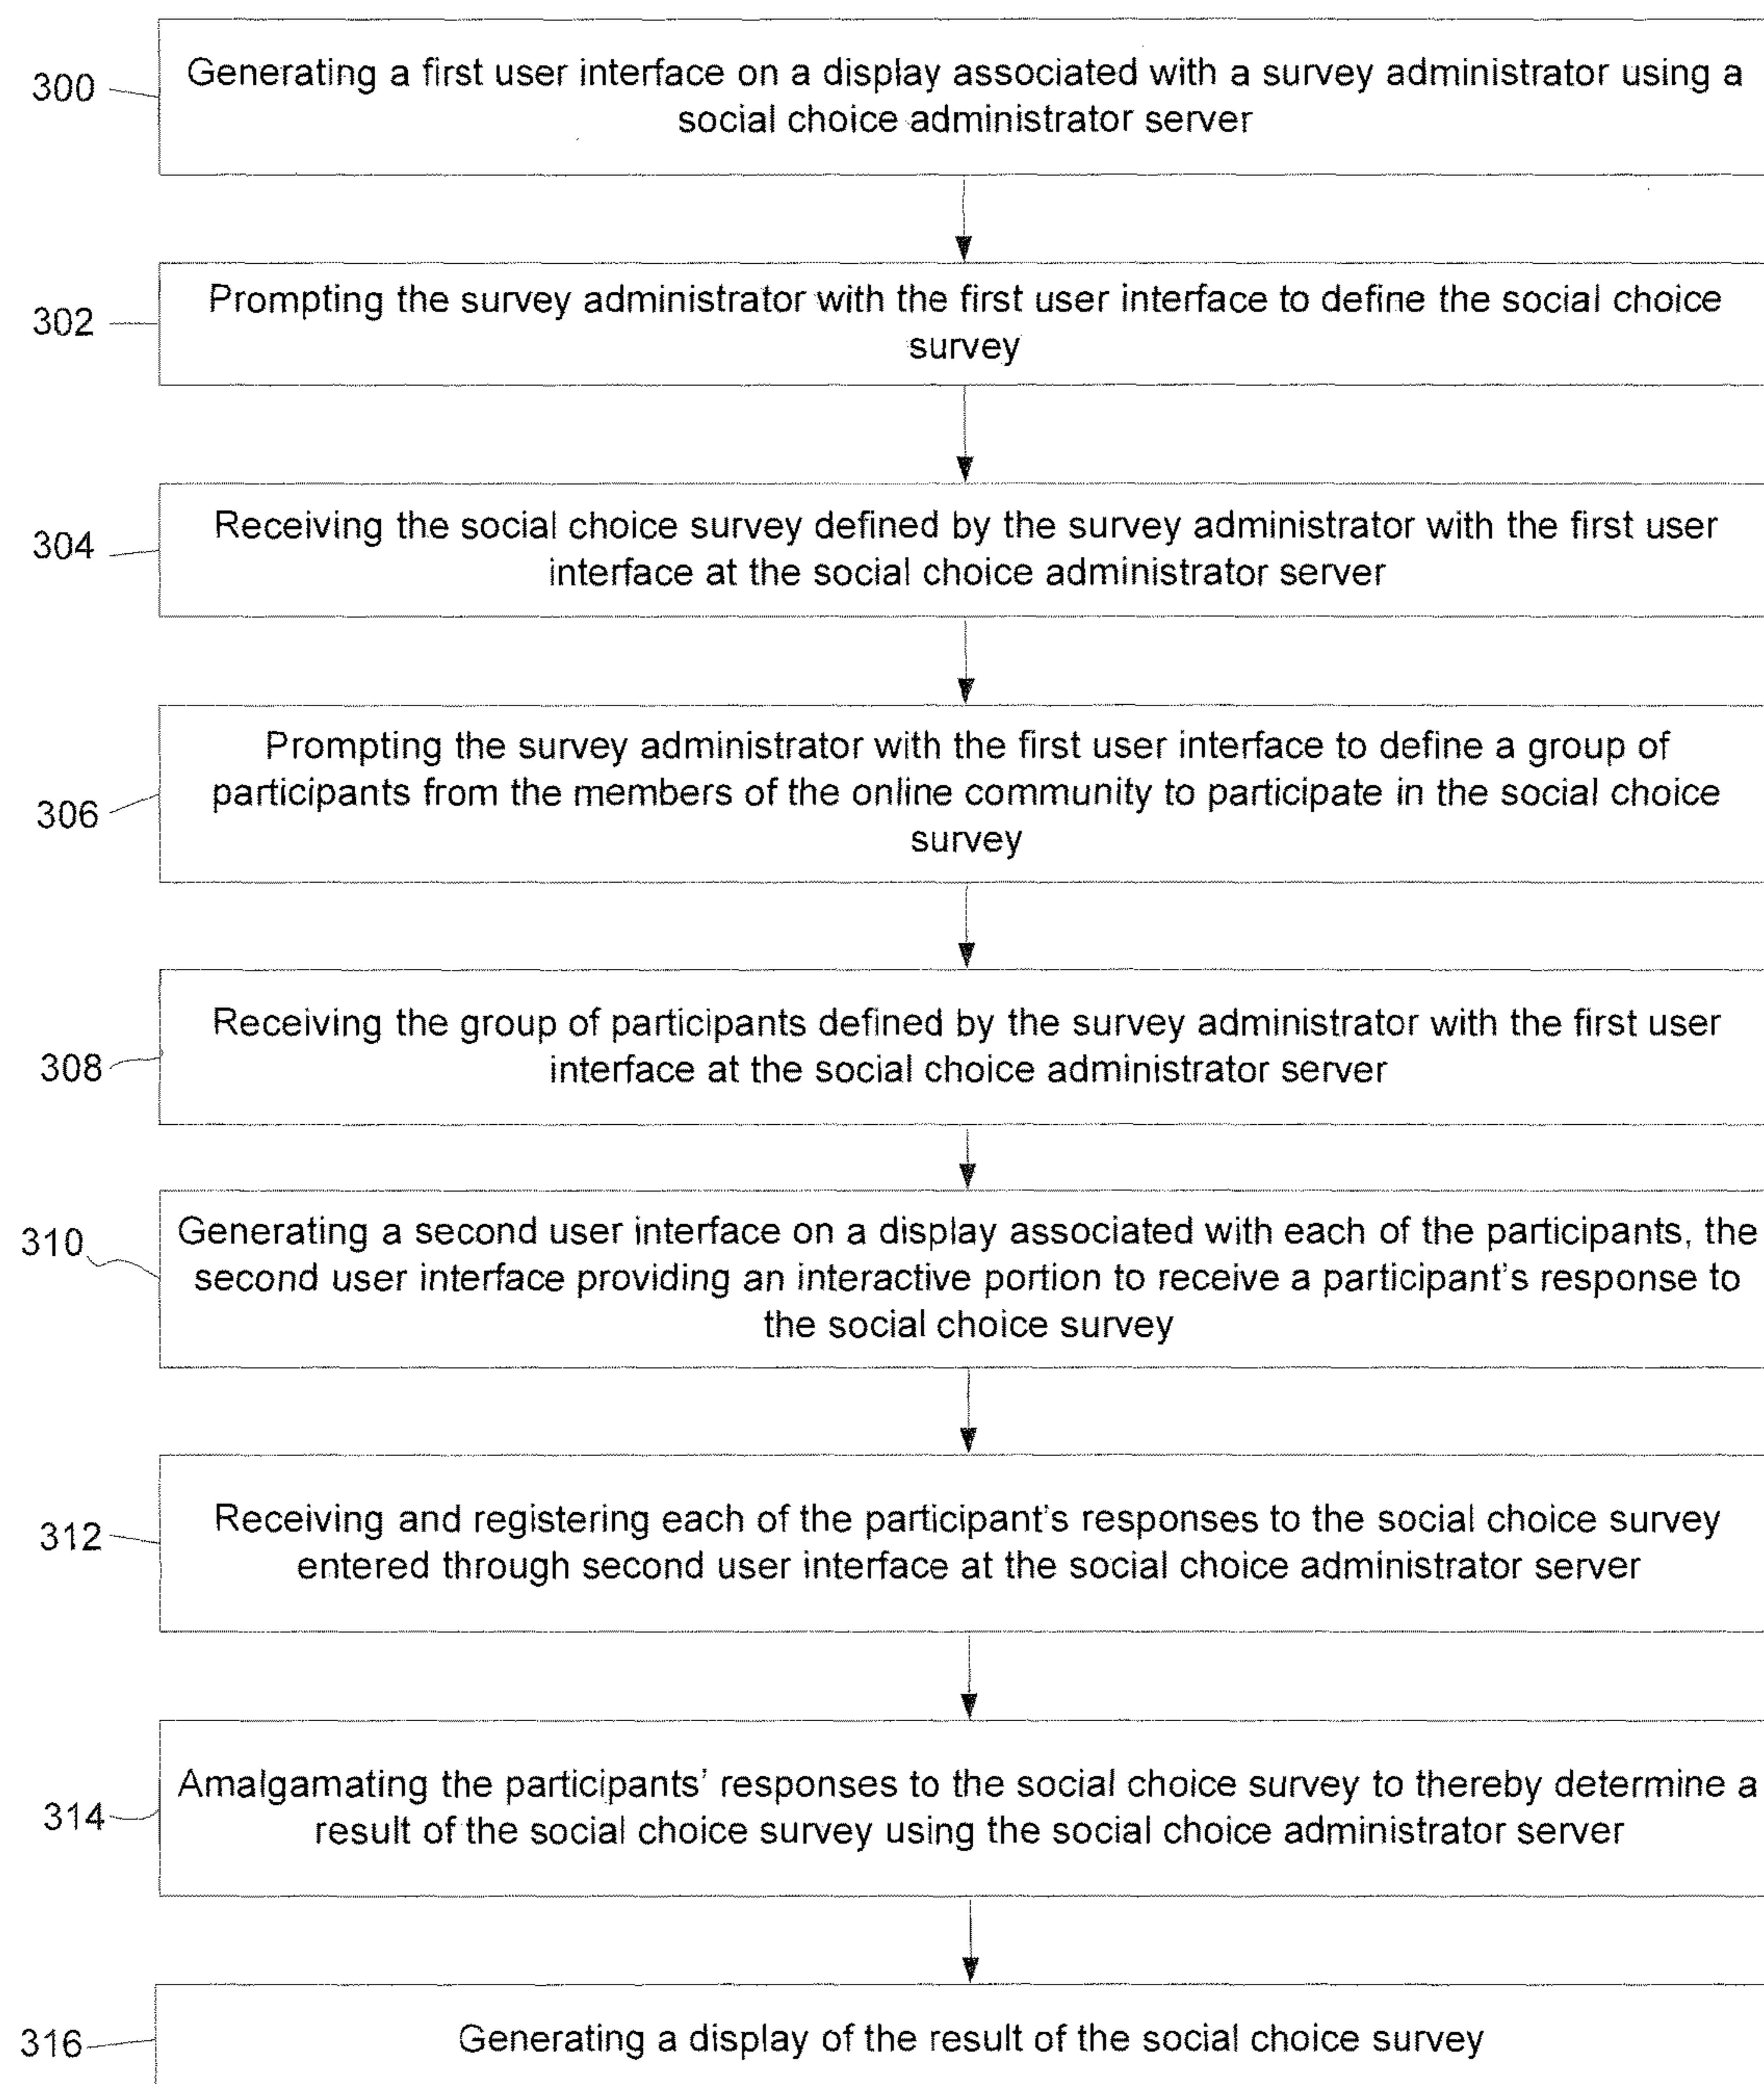 300
Generating a first user interface on a display associated with a survey administrator using a
social choice administrator server
302
Prompting the survey administrator with the first user interface to define the social choice
survey
304
Receiving the social choice survey defined by the survey administrator with the first user
interface at the social choice administrator server
306
Prompting the survey administrator with the first user interface to define a group of
participants from the members of the online community to participate in the social choice
survey
308
Receiving the group of participants defined by the survey administrator with the first user
interface at the social choice administrator server
310
Generating a second user interface on a display associated with each of the participants, the
second user interface providing an interactive portion to receive a participant's response to
the social choice survey
312
Receiving and registering each of the participant's responses to the social choice survey
entered through second user interface at the social choice administrator server
314
Amalgamating the participants' responses to the social choice survey to thereby determine a
result of the social choice survey using the social choice administrator server
316
Generating a display of the result of the social choice survey